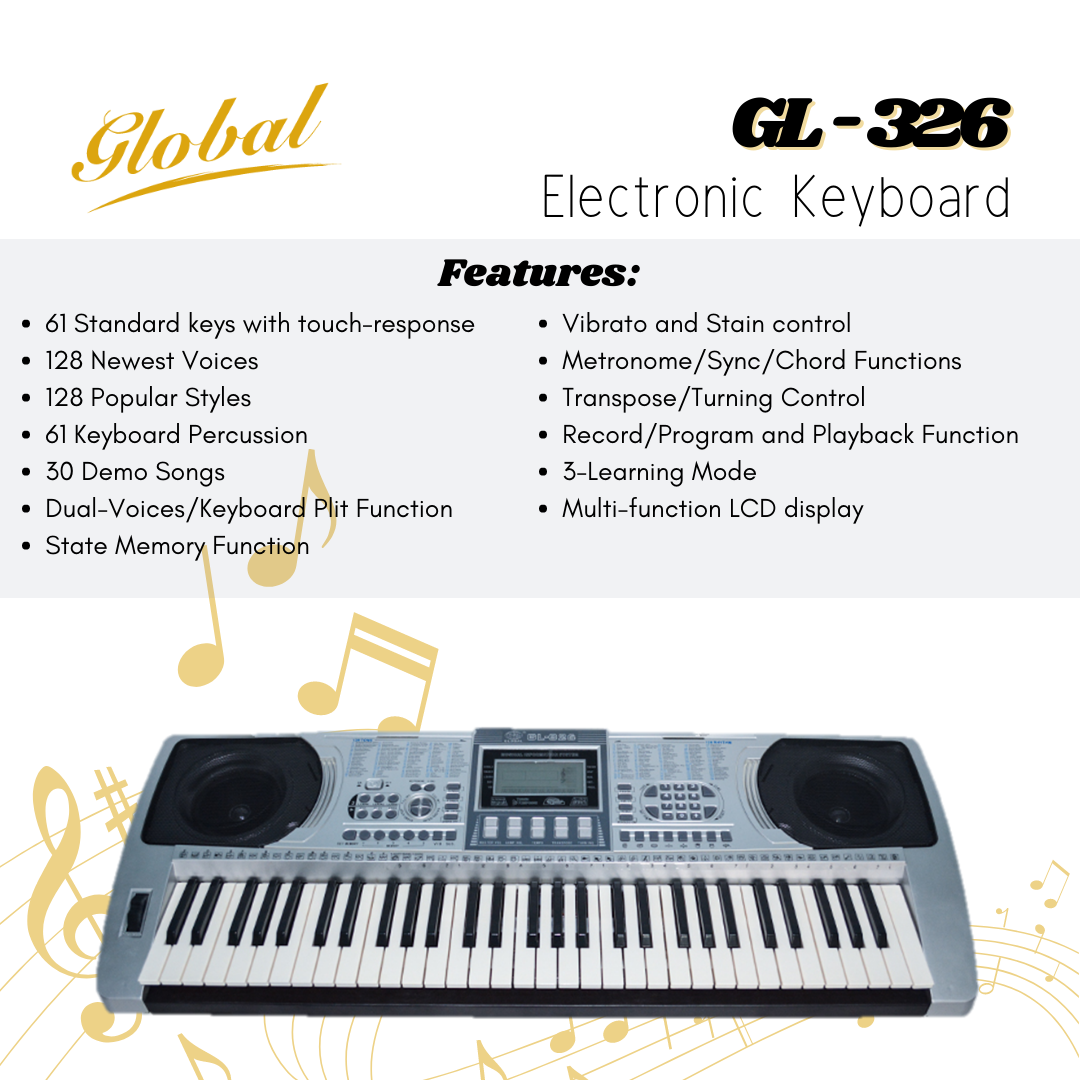 Global
GL - 326
Electronic Keyboard
Features:
61 Standard keys with touch-response
128 Newest Voices
128 Popular Styles
61 Keyboard Percussion
30 Demo Songs
Dual-Voices/Keyboard Plit Function
State Memory Function
Vibrato and Stain control
Metronome/Sync/Chord Functions
Transpose/Turning Control
Record/Program and Playback Function
3-Learning Mode
Multi-function LCD display
GL-326